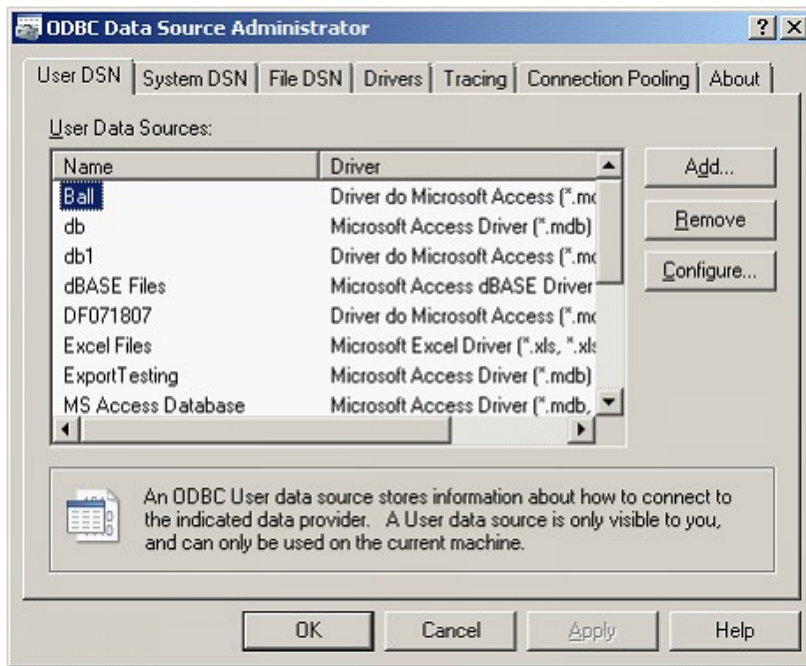 ODBC Data Source Administrator
User DSN System DSN File DSN Drivers Tracing Connection Pooling About
User Data Sources:
Name Driver
Ball Driver do Microsoft Access (*.mc
db Microsoft Access Driver (*.mdb)
db1 Driver do Microsoft Access (*.mc
dBASE Files Microsoft Access dBASE Driver
DF071807 Driver do Microsoft Access (*.mc
Excel Files Microsoft Excel Driver (*.xls, *.xls
ExportTesting Microsoft Access Driver (*.mdb)
MS Access Database Microsoft Access Driver (*.mdb,
Add...
Remove
Configure...
An ODBC User data source stores information about how to connect to
the indicated data provider. A User data source is only visible to you,
and can only be used on the current machine.
OK Cancel Apply Help